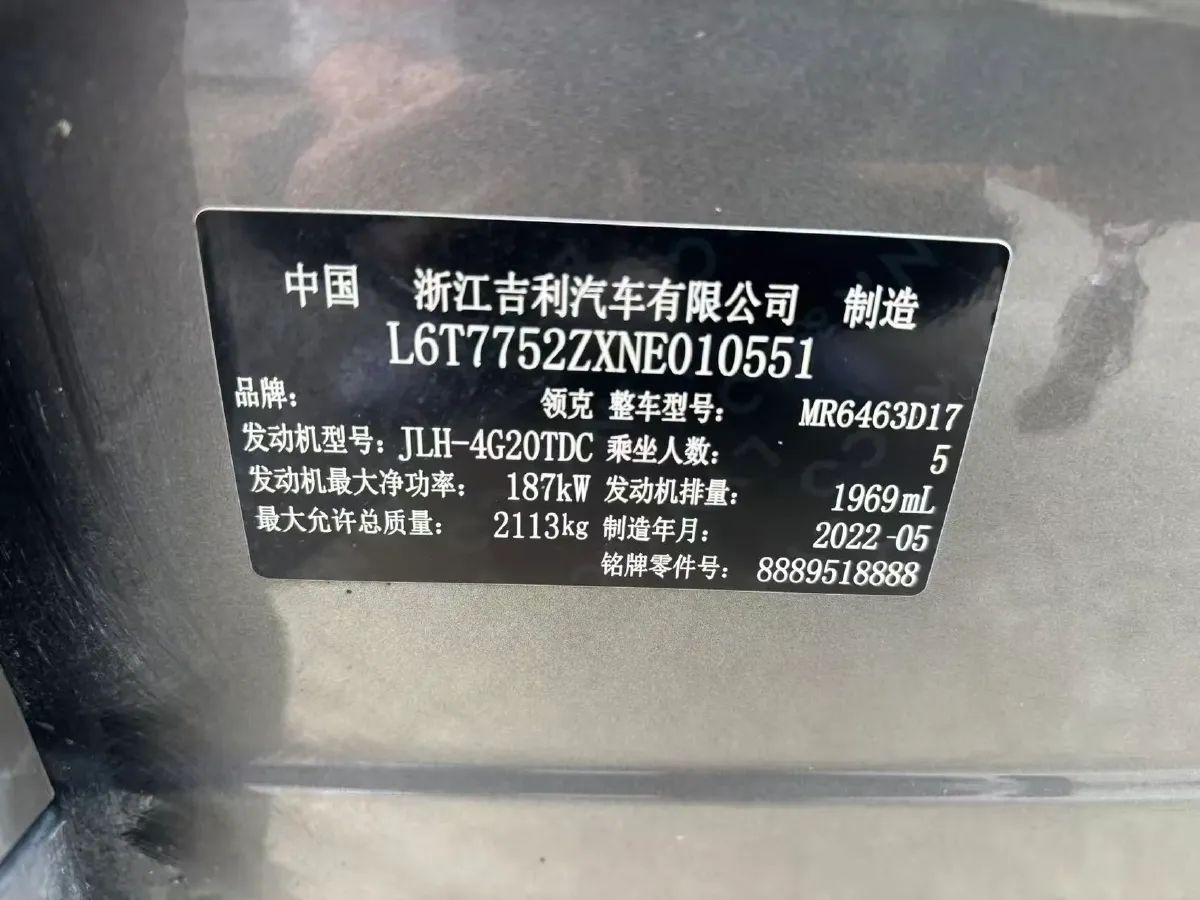 中国 浙江吉利汽车有限公司 制造
L6T7752ZXNE010551
品牌: 领克 整车型号: MR6463D17
发动机型号: JLH-4G20TDC 乘坐人数: 5
发动机最大净功率: 187kW 发动机排量: 1969mL
最大允许总质量: 2113kg 制造年月: 2022-05
铭牌零件号: 8889518888